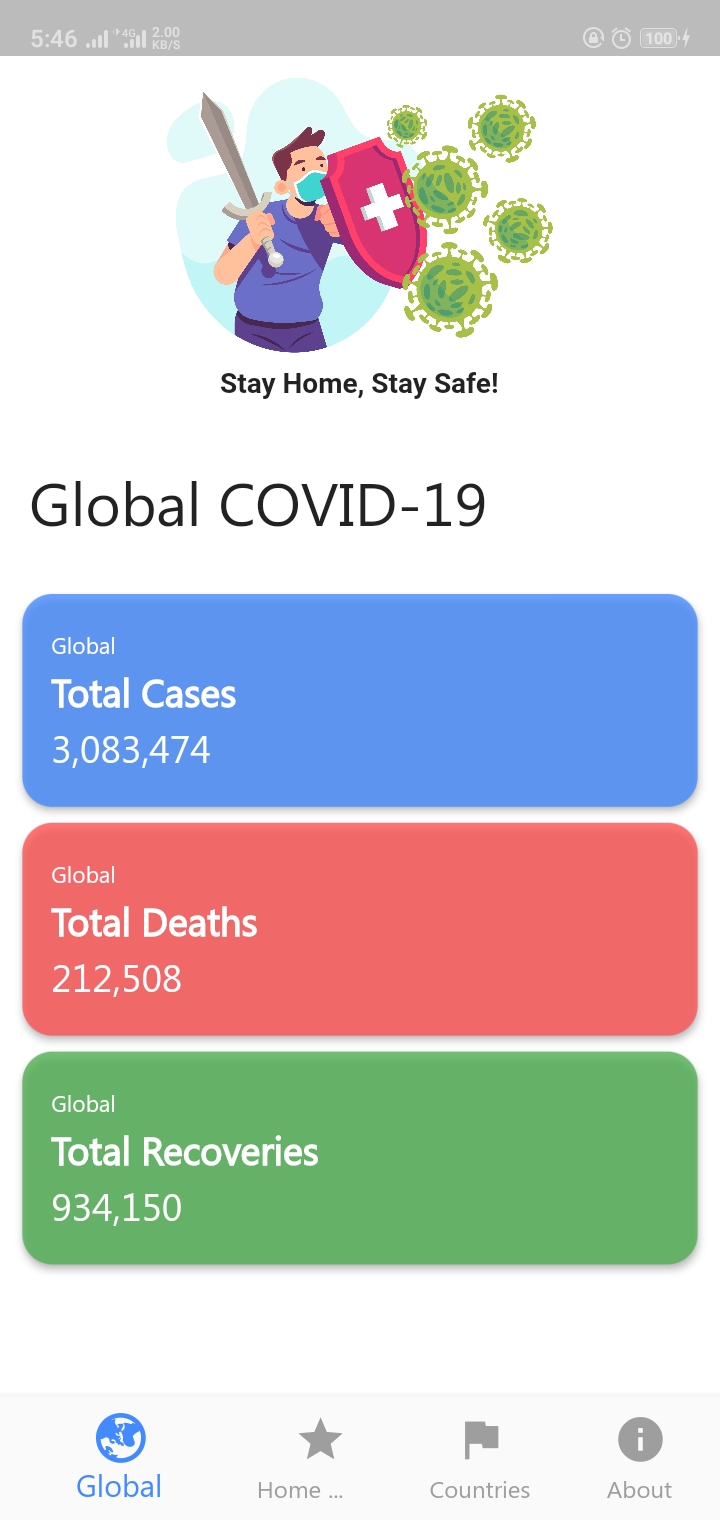 5:46 4G 2.00 KB/S 100
Stay Home, Stay Safe!
Global COVID-19
Global
Total Cases
3,083,474
Global
Total Deaths
212,508
Global
Total Recoveries
934,150
Global Home ... Countries About